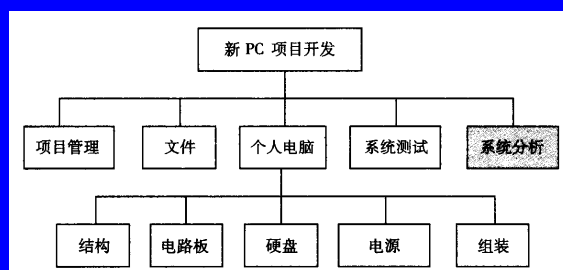 新 PC 项目开发
项目管理
文件
个人电脑
系统测试
系统分析
结构
电路板
硬盘
电源
组装